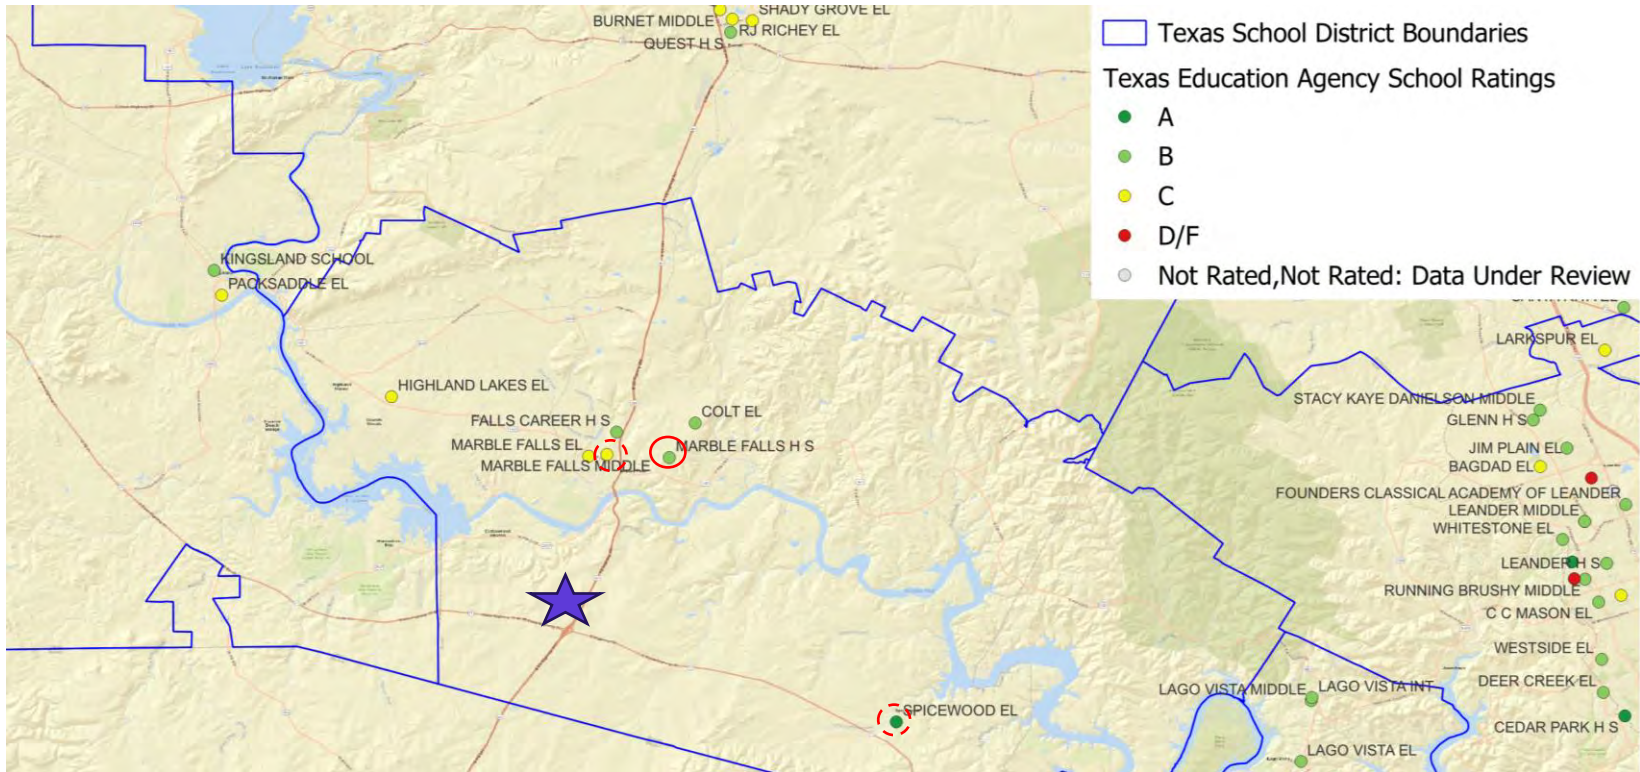 SHADY GROVE EL
BURNET MIDDLE
RJ RICHEY EL
QUEST H S
Texas School District Boundaries
Texas Education Agency School Ratings
A
B
C
D/F
Not Rated,Not Rated: Data Under Review
KINGSLAND SCHOOL
PACKSADDLE EL
LARKSPUR EL
HIGHLAND LAKES EL
STACY KAYE DANIELSON MIDDLE
COLT EL
FALLS CAREER H S
GLENN H S
MARBLE FALLS EL
MARBLE FALLS H S
JIM PLAIN EL
MARBLE FALLS MIDDLE
BAGDAD EL
FOUNDERS CLASSICAL ACADEMY OF LEANDER
LEANDER MIDDLE
WHITESTONE EL
LEANDER H S
RUNNING BRUSHY MIDDLE
C C MASON EL
WESTSIDE EL
DEER CREEK EL
LAGO VISTA MIDDLE
LAGO VISTA INT
SPICEWOOD EL
CEDAR PARK H S
LAGO VISTA EL